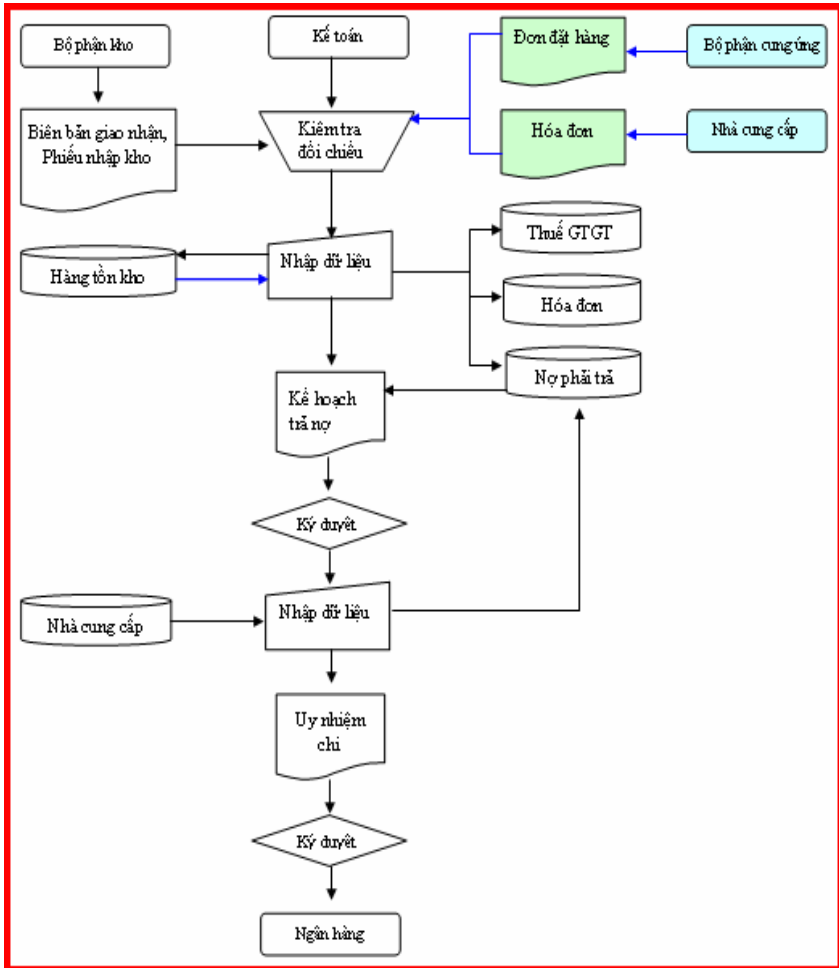 Bộ phận kho
Kế toán
Đơn đặt hàng
Bộ phận cung ứng
Biên bản giao nhận,
Phiếu nhập kho
Kiểm tra
đối chiếu
Hóa đơn
Nhà cung cấp
Hàng tồn kho
Nhập dữ liệu
Thuế GTGT
Hóa đơn
Nợ phải trả
Kế hoạch
trả nợ
Ký duyệt
Nhà cung cấp
Nhập dữ liệu
Uy nhiệm
chi
Ký duyệt
Ngân hàng